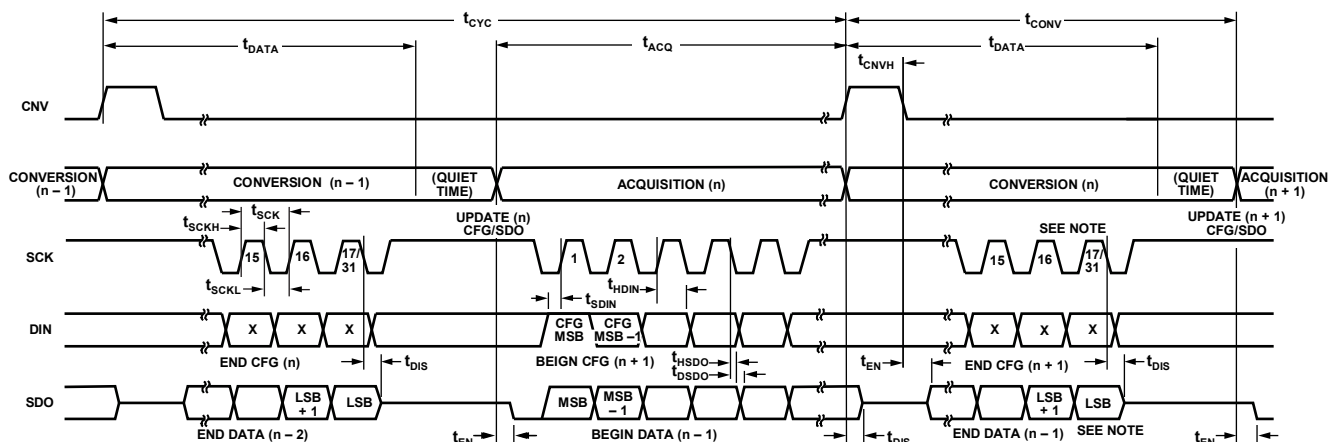 tCYC tCONV
tDATA tACQ tDATA
tCNVH
CNV
CONVERSION (n – 1) CONVERSION (n – 1) (QUIET TIME) ACQUISITION (n) CONVERSION (n) (QUIET TIME) ACQUISITION (n + 1)
tSCK
tSCKH
UPDATE (n) CFG/SDO
SEE NOTE
UPDATE (n + 1) CFG/SDO
SCK 15 16 17/31 1 2 15 16 17/31
tSCKL
tHDIN
tSDIN
DIN X X X CFG MSB CFG MSB –1 X X X
END CFG (n) BEIGN CFG (n + 1) END CFG (n + 1)
tDIS tHSDO tEN tDIS
tDSDO
SDO LSB + 1 LSB MSB MSB –1 LSB + 1 LSB
END DATA (n – 2) BEGIN DATA (n – 1) END DATA (n – 1) SEE NOTE
tEN tDIS tEN